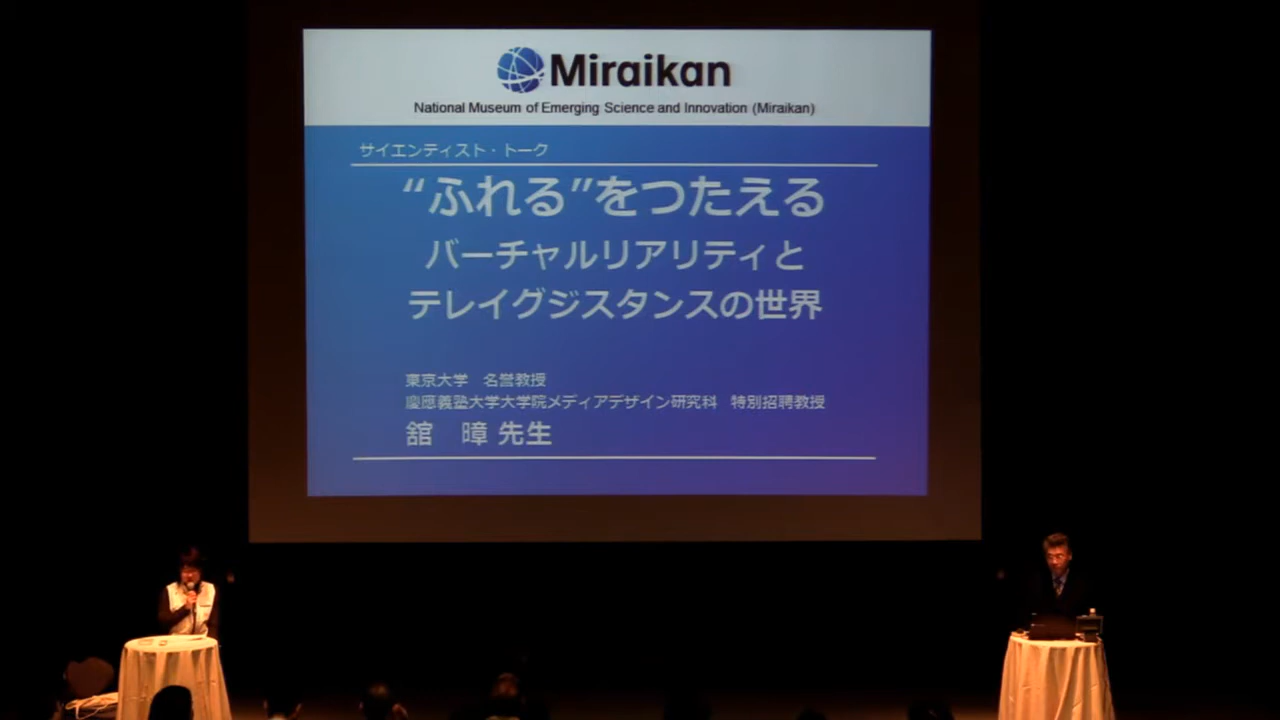 Miraikan
National Museum of Emerging Science and Innovation (Miraikan)
サイエンティスト・トーク
“ふれる”をつたえる
バーチャルリアリティと
テレイグジスタンスの世界
東京大学　名誉教授
慶應義塾大学大学院メディアデザイン研究科　特別招聘教授
舘　暲 先生